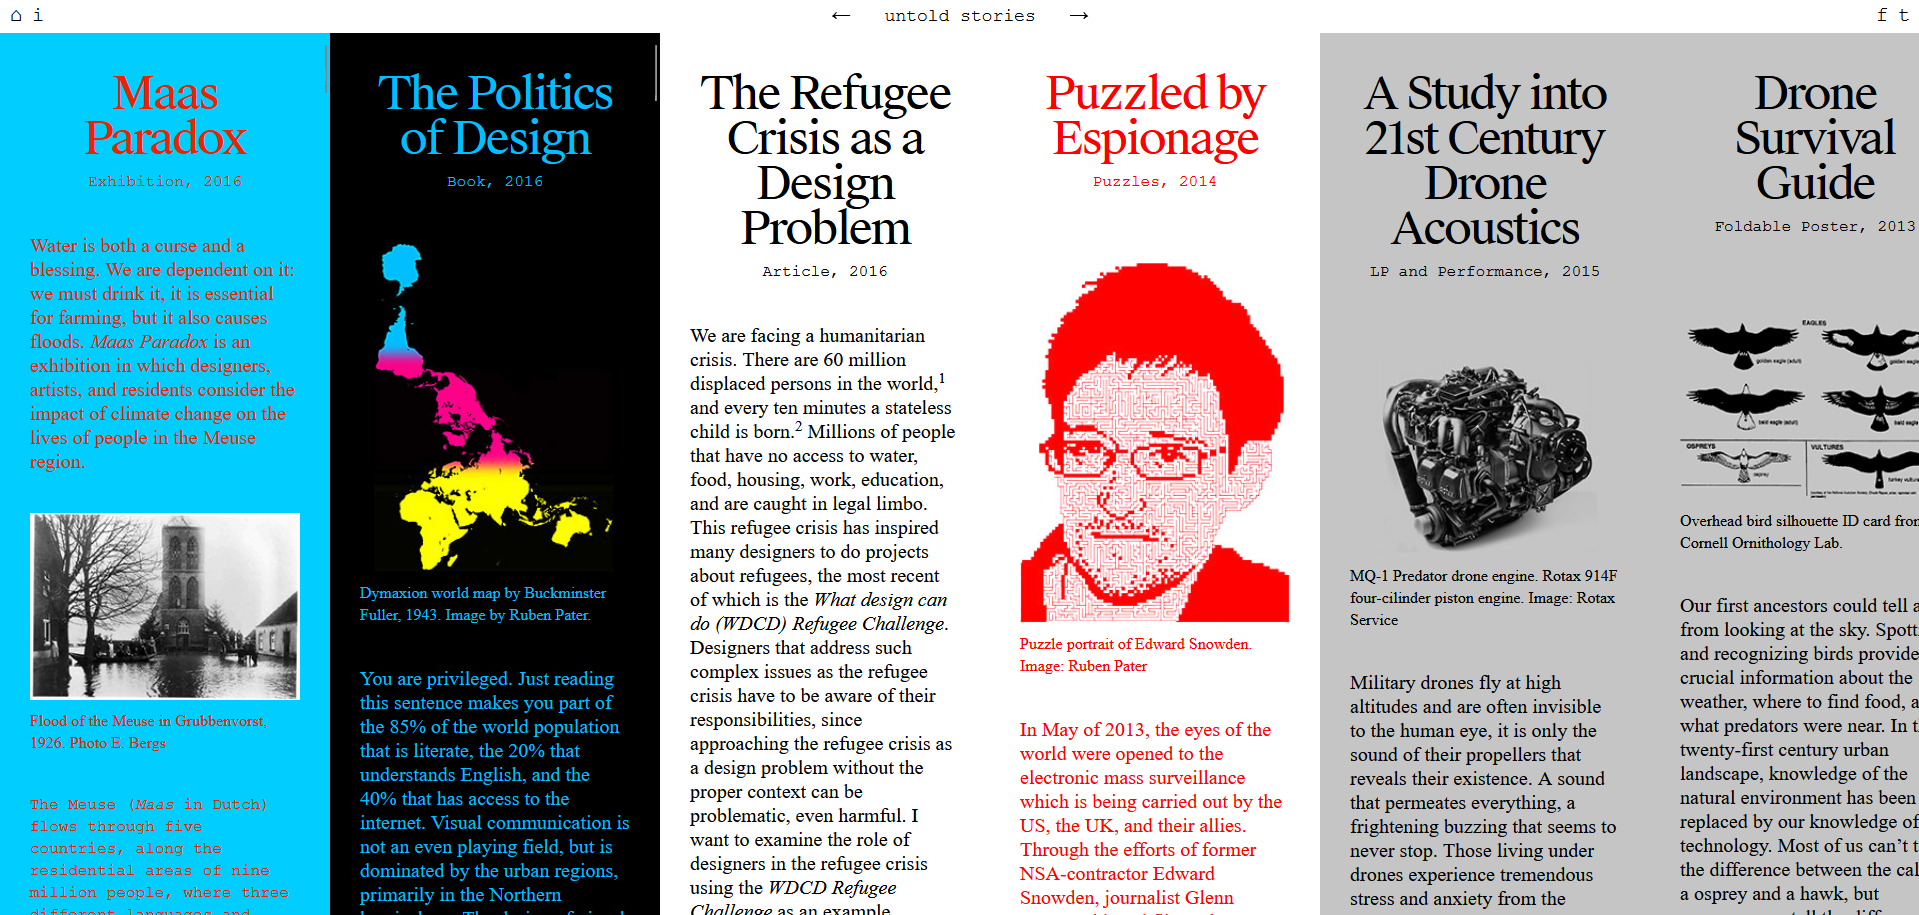 ⌂ i
← untold stories →
f t
Maas
Paradox
Exhibition, 2016
Water is both a curse and a
blessing. We are dependent on it:
we must drink it, it is essential
for farming, but it also causes
floods. Maas Paradox is an
exhibition in which designers,
artists, and residents consider the
impact of climate change on the
lives of people in the Meuse
region.
Flood of the Meuse in Grubbenvorst,
1926. Photo E. Bergs
The Meuse (Maas in Dutch)
flows through five
countries, along the
residential areas of nine
million people, where three
different languages and
The Politics
of Design
Book, 2016
Dymaxion world map by Buckminster
Fuller, 1943. Image by Ruben Pater.
You are privileged. Just reading
this sentence makes you part of
the 85% of the world population
that is literate, the 20% that
understands English, and the
40% that has access to the
internet. Visual communication is
not an even playing field, but is
dominated by the urban regions,
primarily in the Northern
The Refugee
Crisis as a
Design
Problem
Article, 2016
We are facing a humanitarian
crisis. There are 60 million
displaced persons in the world,1
and every ten minutes a stateless
child is born.2 Millions of people
that have no access to water,
food, housing, work, education,
and are caught in legal limbo.
This refugee crisis has inspired
many designers to do projects
about refugees, the most recent
of which is the What design can
do (WDCD) Refugee Challenge.
Designers that address such
complex issues as the refugee
crisis have to be aware of their
responsibilities, since
approaching the refugee crisis as
a design problem without the
proper context can be
problematic, even harmful. I
want to examine the role of
designers in the refugee crisis
using the WDCD Refugee
Challenge as an example.
Puzzled by
Espionage
Puzzles, 2014
Puzzle portrait of Edward Snowden.
Image: Ruben Pater
In May of 2013, the eyes of the
world were opened to the
electronic mass surveillance
which is being carried out by the
US, the UK, and their allies.
Through the efforts of former
NSA-contractor Edward
Snowden, journalist Glenn
A Study into
21st Century
Drone
Acoustics
LP and Performance, 2015
MQ-1 Predator drone engine. Rotax 914F
four-cilinder piston engine. Image: Rotax
Service
Military drones fly at high
altitudes and are often invisible
to the human eye, it is only the
sound of their propellers that
reveals their existence. A sound
that permeates everything, a
frightening buzzing that seems to
never stop. Those living under
drones experience tremendous
stress and anxiety from the
Drone
Survival
Guide
Foldable Poster, 2013
EAGLES
golden eagle (adult)
bald eagle (adult)
OSPREYS
osprey
VULTURES
turkey vulture
Overhead bird silhouette ID card from
Cornell Ornithology Lab.
Our first ancestors could tell a
from looking at the sky. Spott
and recognizing birds provide
crucial information about the
weather, where to find food, a
what predators were near. In t
twenty-first century urban
landscape, knowledge of the
natural environment has been
replaced by our knowledge of
technology. Most of us can't t
the difference between the cal
a osprey and a hawk, but